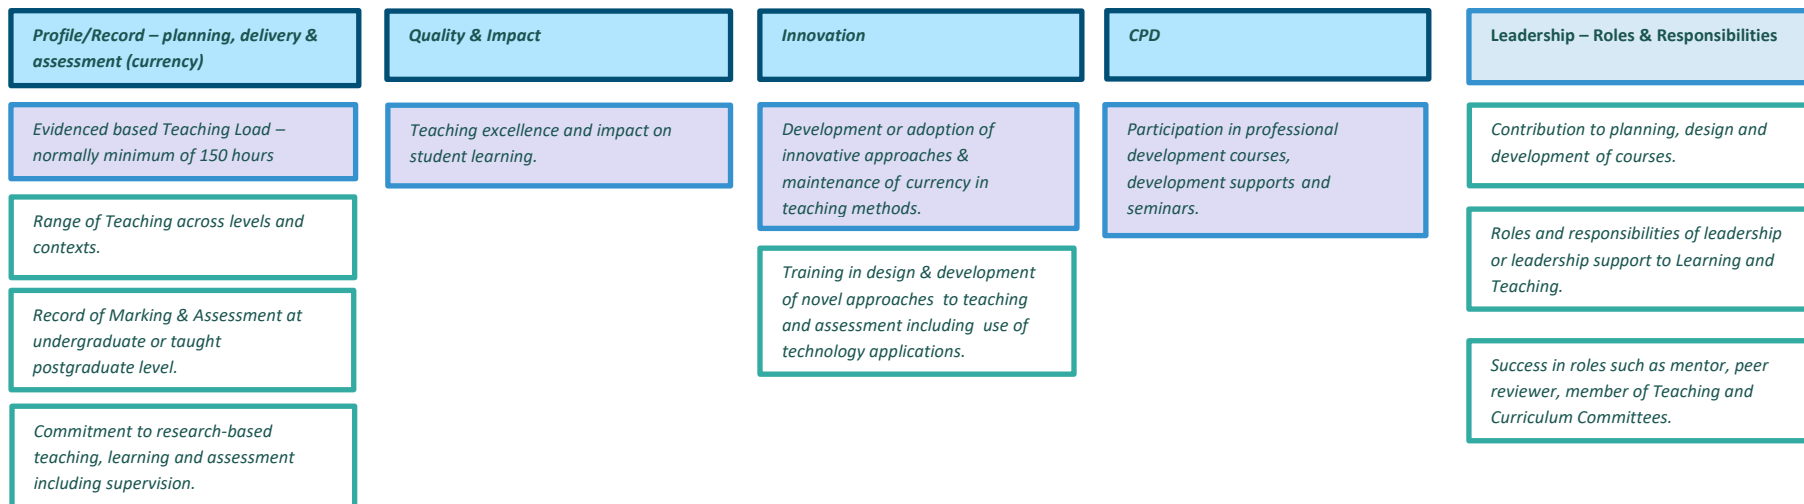 Profile/Record – planning, delivery &
assessment (currency)
Evidenced based Teaching Load –
normally minimum of 150 hours
Range of Teaching across levels and
contexts.
Record of Marking & Assessment at
undergraduate or taught
postgraduate level.
Commitment to research-based
teaching, learning and assessment
including supervision.
Quality & Impact
Teaching excellence and impact on
student learning.
Innovation
Development or adoption of
innovative approaches &
maintenance of currency in
teaching methods.
Training in design & development
of novel approaches to teaching
and assessment including use of
technology applications.
CPD
Participation in professional
development courses,
development supports and
seminars.
Leadership – Roles & Responsibilities
Contribution to planning, design and
development of courses.
Roles and responsibilities of leadership
or leadership support to Learning and
Teaching.
Success in roles such as mentor, peer
reviewer, member of Teaching and
Curriculum Committees.